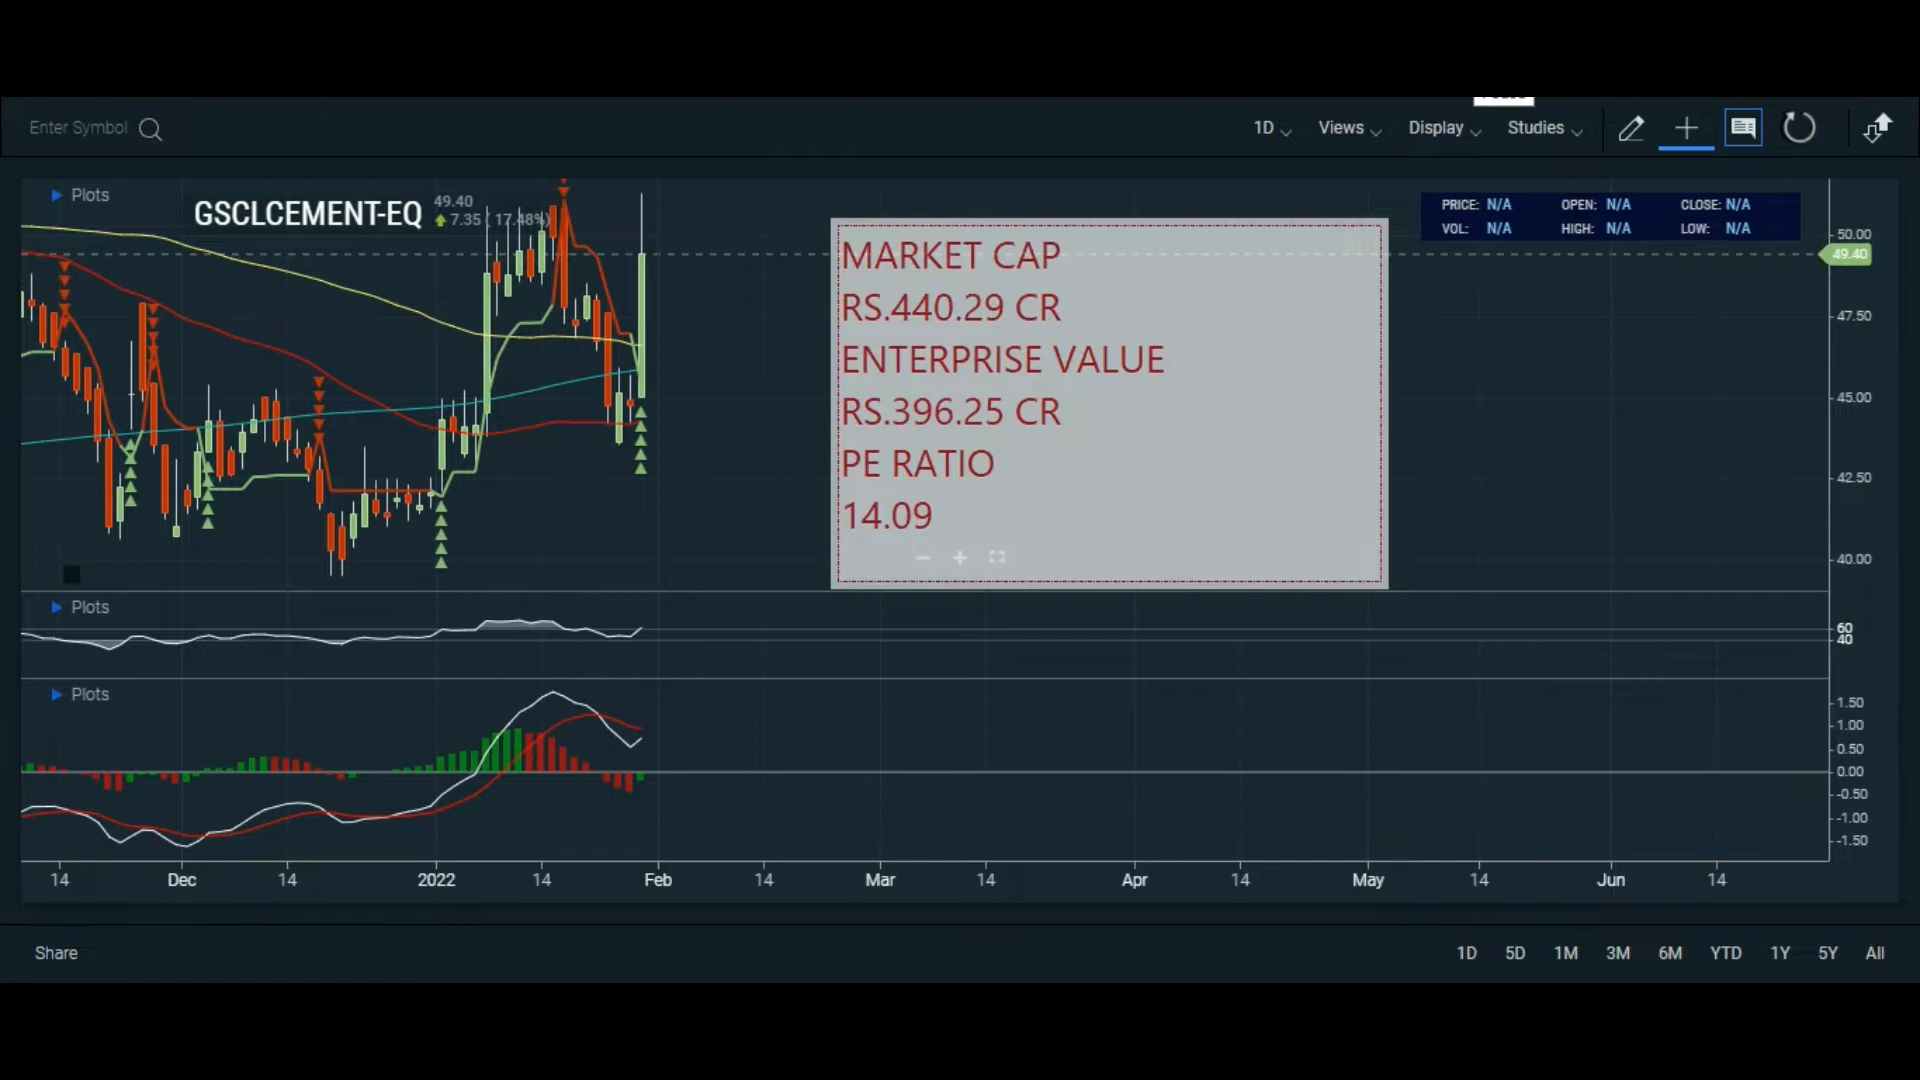 Enter Symbol
1D Views Display Studies
Plots
GSCLCEMENT-EQ
49.40
7.35 ( 17.48%)
PRICE: N/A OPEN: N/A CLOSE: N/A
VOL: N/A HIGH: N/A LOW: N/A
MARKET CAP
RS.440.29 CR
ENTERPRISE VALUE
RS.396.25 CR
PE RATIO
14.09
50.00
49.40
47.50
45.00
42.50
40.00
Plots
60
40
Plots
1.50
1.00
0.50
0.00
-0.50
-1.00
-1.50
14 Dec 14 2022 14 Feb 14 Mar 14 Apr 14 May 14 Jun 14
Share
1D 5D 1M 3M 6M YTD 1Y 5Y All